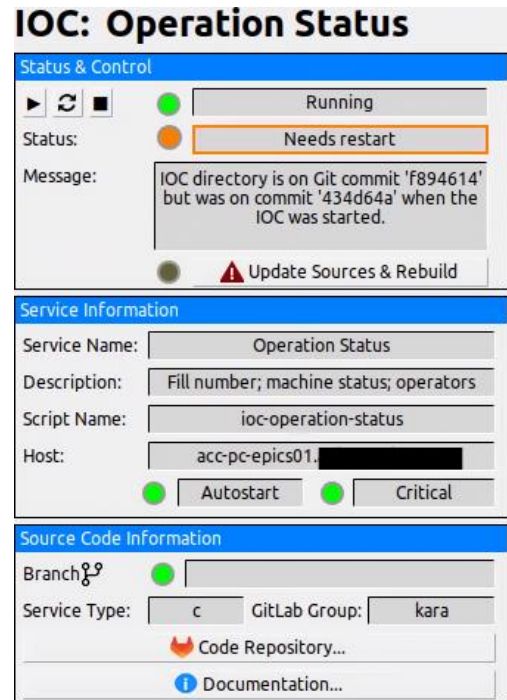 IOC: Operation Status
Status & Control
Running
Status: Needs restart
Message: IOC directory is on Git commit 'f894614'
but was on commit '434d64a' when the
IOC was started.
Update Sources & Rebuild
Service Information
Service Name: Operation Status
Description: Fill number; machine status; operators
Script Name: ioc-operation-status
Host: acc-pc-epics01.
Autostart Critical
Source Code Information
Branch
Service Type: c GitLab Group: kara
Code Repository...
Documentation...